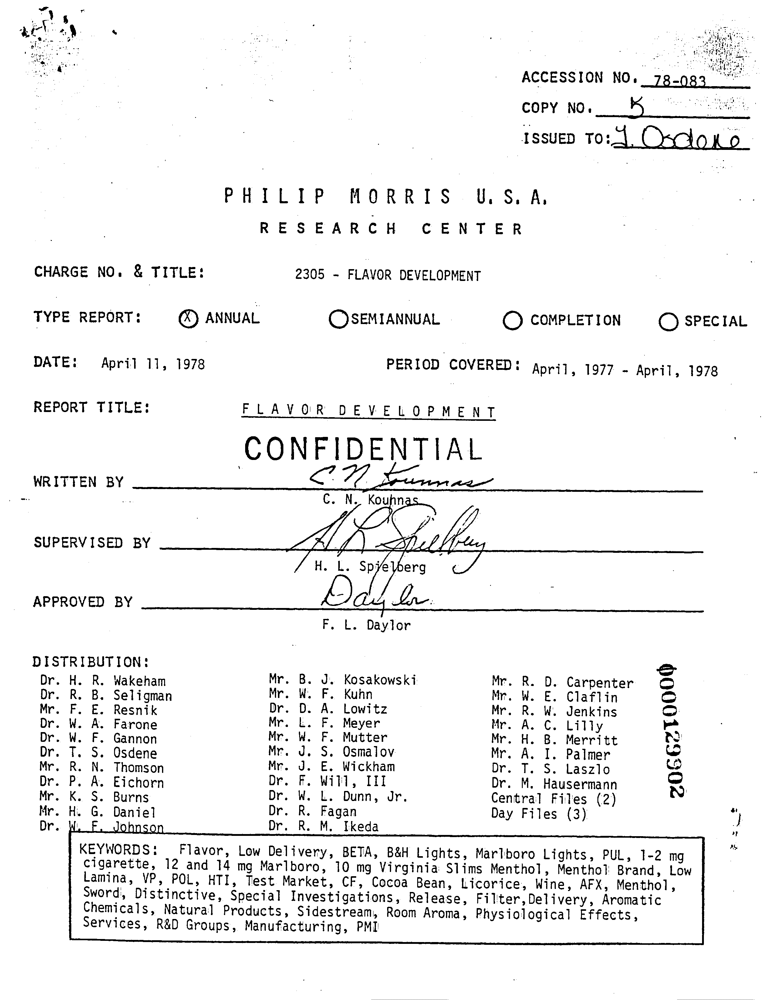 ACCESSION NO. 78-083
COPY NO. 5
ISSUED TO: T. Osdene
PHILIP MORRIS U.S.A.
RESEARCH CENTER
CHARGE NO. & TITLE: 2305 - FLAVOR DEVELOPMENT
TYPE REPORT: (X) ANNUAL SEMIANNUAL COMPLETION SPECIAL
DATE: April 11, 1978 PERIOD COVERED: April, 1977 - April, 1978
REPORT TITLE: FLAVOR DEVELOPMENT
CONFIDENTIAL
WRITTEN BY C. N. Kounnas
C. N. Kouhnas
SUPERVISED BY H L Spielberg
H. L. Spielberg
APPROVED BY Daylor
F. L. Daylor
DISTRIBUTION:
Dr. H. R. Wakeham
Dr. R. B. Seligman
Mr. F. E. Resnik
Dr. W. A. Farone
Dr. W. F. Gannon
Dr. T. S. Osdene
Mr. R. N. Thomson
Dr. P. A. Eichorn
Mr. K. S. Burns
Mr. H. G. Daniel
Dr. W. F. Johnson
Mr. B. J. Kosakowski
Mr. W. F. Kuhn
Dr. D. A. Lowitz
Mr. L. F. Meyer
Mr. W. F. Mutter
Mr. J. S. Osmalov
Mr. J. E. Wickham
Dr. F. Will, III
Dr. W. L. Dunn, Jr.
Dr. R. Fagan
Dr. R. M. Ikeda
Mr. R. D. Carpenter
Mr. W. E. Claflin
Mr. R. W. Jenkins
Mr. A. C. Lilly
Mr. H. B. Merritt
Mr. A. I. Palmer
Dr. T. S. Laszlo
Dr. M. Hausermann
Central Files (2)
Day Files (3)
0000129902
KEYWORDS: Flavor, Low Delivery, BETA, B&H Lights, Marlboro Lights, PUL, 1-2 mg
cigarette, 12 and 14 mg Marlboro, 10 mg Virginia Slims Menthol, Menthol Brand, Low
Lamina, VP, POL, HTI, Test Market, CF, Cocoa Bean, Licorice, Wine, AFX, Menthol,
Sword, Distinctive, Special Investigations, Release, Filter, Delivery, Aromatic
Chemicals, Natural Products, Sidestream, Room Aroma, Physiological Effects,
Services, R&D Groups, Manufacturing, PMI